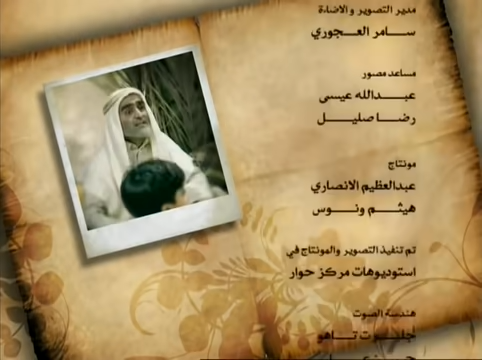 مدير التصوير والاضاءة
سامر العجوري
مساعد مصور
عبدالله عيسى
رضا صليل
مونتاج
عبدالعظيم الانصاري
هيثم ونوس
تم تنفيذ التصوير والمونتاج في
استوديوهات مركز حوار
هندسة الصوت